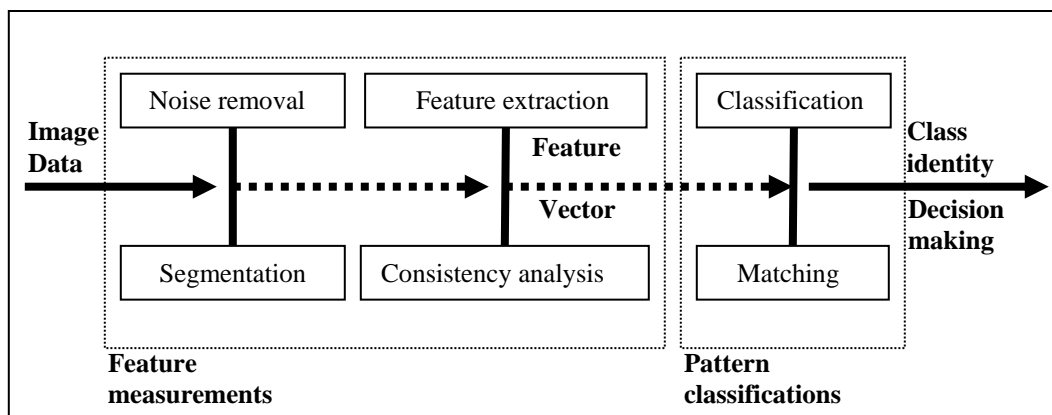 Noise removal
Feature extraction
Classification
Image
Data
Feature
Vector
Class
identity
Decision
making
Segmentation
Consistency analysis
Matching
Feature
measurements
Pattern
classifications